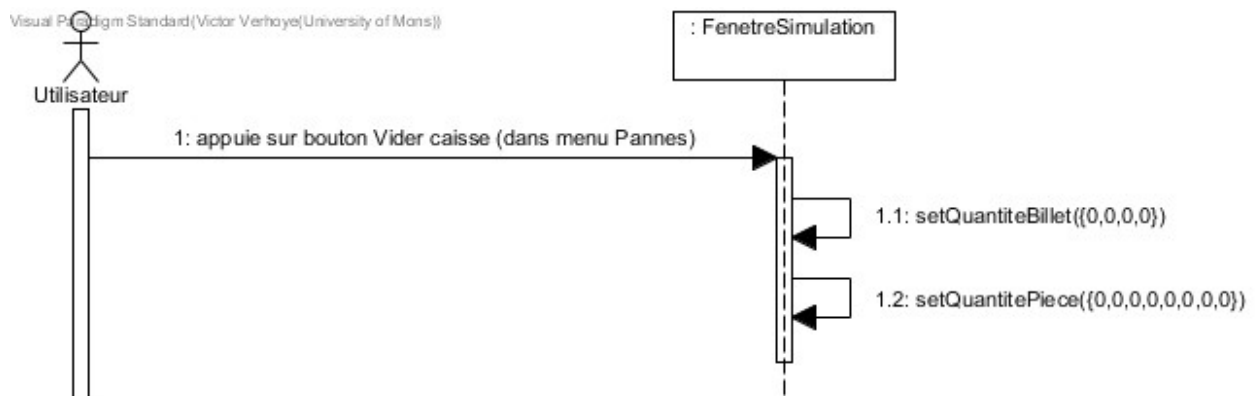 Visual Paradigm Standard(Victor Verhoye(University of Mons))
: FenetreSimulation
Utilisateur
1: appuie sur bouton Vider caisse (dans menu Pannes)
1.1: setQuantiteBillet({0,0,0,0})
1.2: setQuantitePiece({0,0,0,0,0,0,0,0})